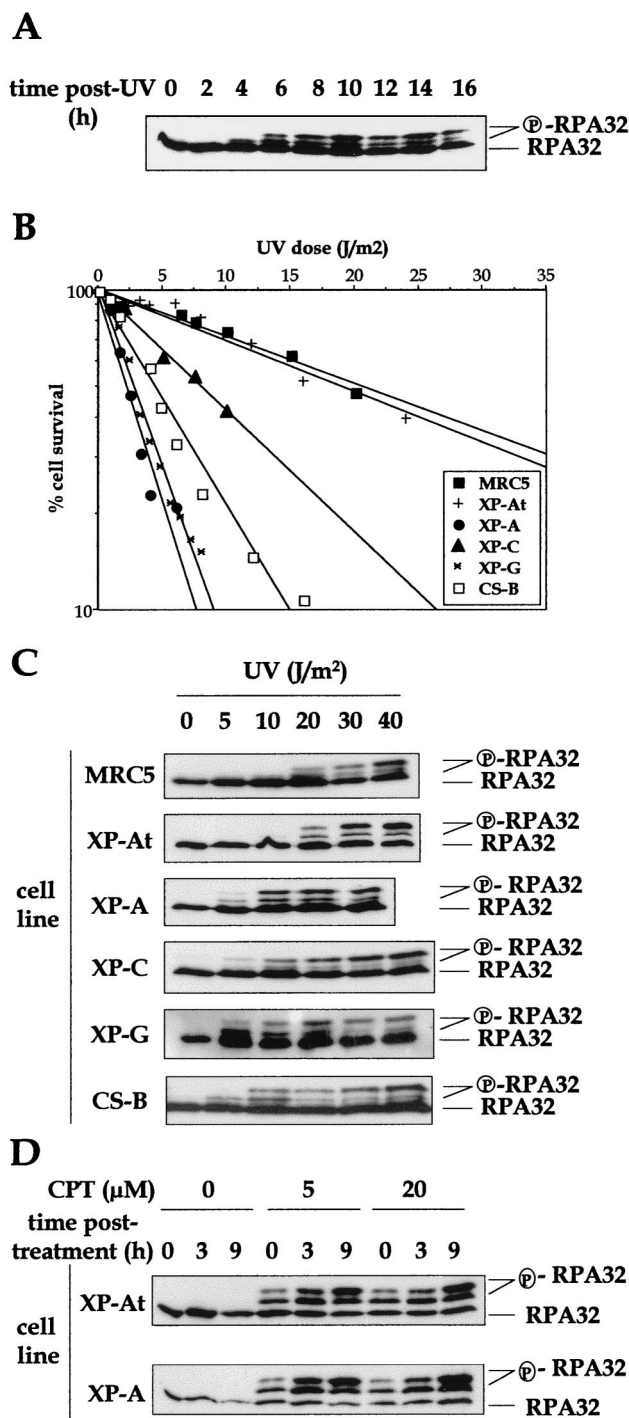 A
time post-UV 0 2 4 6 8 10 12 14 16
(h)
Ⓟ-RPA32
RPA32
B
UV dose (J/m2)
0 5 10 15 20 25 30 35
100
% cell survival
10
MRC5
XP-At
XP-A
XP-C
XP-G
CS-B
C
UV (J/m²)
0 5 10 20 30 40
cell
line
MRC5
Ⓟ-RPA32
RPA32
XP-At
Ⓟ-RPA32
RPA32
XP-A
Ⓟ- RPA32
RPA32
XP-C
Ⓟ- RPA32
RPA32
XP-G
Ⓟ- RPA32
RPA32
CS-B
Ⓟ-RPA32
RPA32
D
CPT (µM) 0 5 20
time post-
treatment (h) 0 3 9 0 3 9 0 3 9
cell
line
XP-At
Ⓟ- RPA32
RPA32
XP-A
Ⓟ- RPA32
RPA32